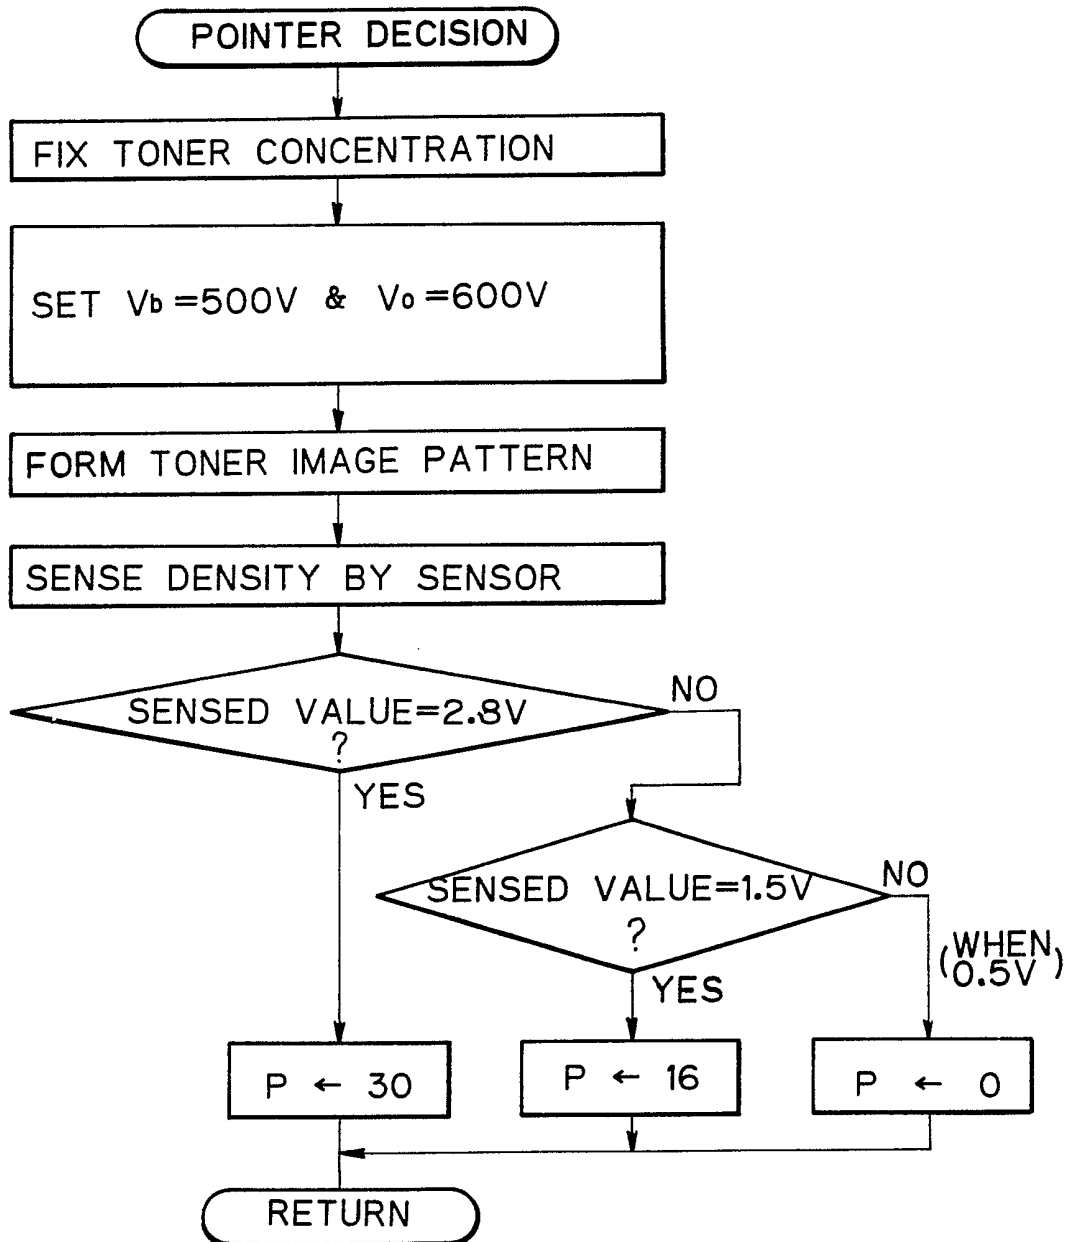 POINTER DECISION
FIX TONER CONCENTRATION
SET Vb=500V & Vo=600V
FORM TONER IMAGE PATTERN
SENSE DENSITY BY SENSOR
SENSED VALUE=2.8V
?
NO
YES
SENSED VALUE=1.5V
?
NO
YES
(WHEN
0.5V)
P ← 30
P ← 16
P ← 0
RETURN